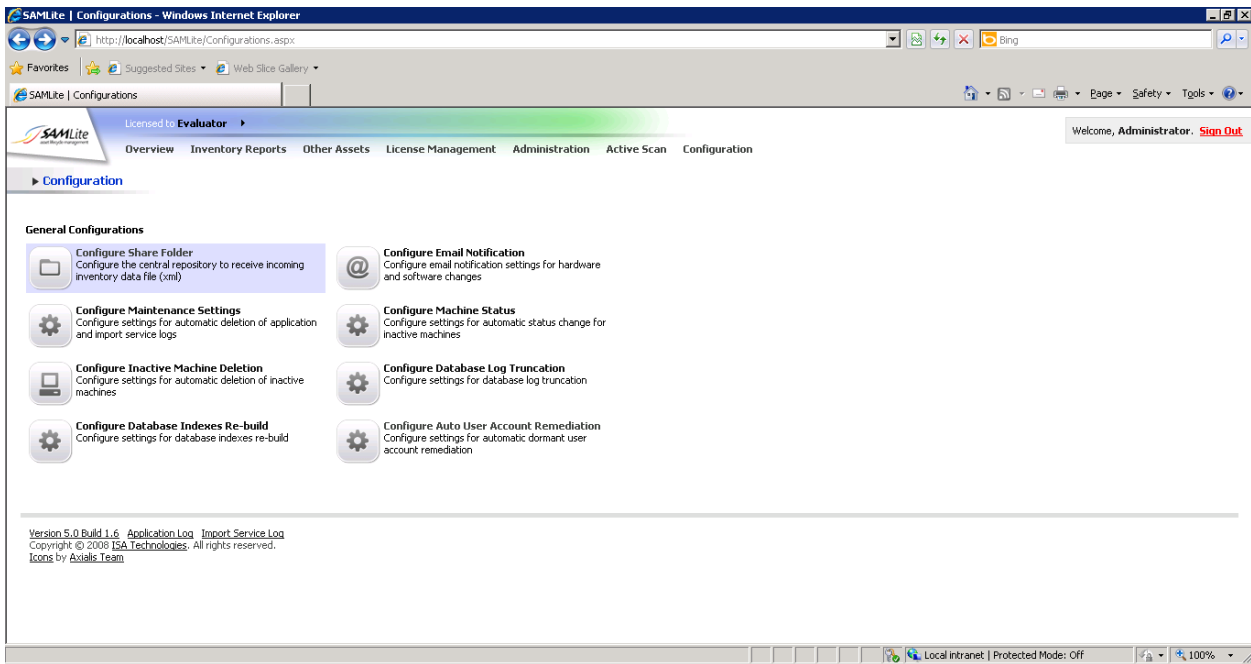 SAMLite | Configurations - Windows Internet Explorer
http://localhost/SAMLite/Configurations.aspx
Bing
Favorites Suggested Sites Web Slice Gallery
SAMLite | Configurations
Page Safety Tools
SAMLite
asset lifecycle management
Licensed to Evaluator
Welcome, Administrator. Sign Out
Overview Inventory Reports Other Assets License Management Administration Active Scan Configuration
Configuration
General Configurations
Configure Share Folder
Configure the central repository to receive incoming
inventory data file (xml)
Configure Email Notification
Configure email notification settings for hardware
and software changes
Configure Maintenance Settings
Configure settings for automatic deletion of application
and import service logs
Configure Machine Status
Configure settings for automatic status change for
inactive machines
Configure Inactive Machine Deletion
Configure settings for automatic deletion of inactive
machines
Configure Database Log Truncation
Configure settings for database log truncation
Configure Database Indexes Re-build
Configure settings for database indexes re-build
Configure Auto User Account Remediation
Configure settings for automatic dormant user
account remediation
Version 5.0 Build 1.6 Application Log Import Service Log
Copyright © 2008 ISA Technologies. All rights reserved.
Icons by Axialis Team
Local intranet | Protected Mode: Off
100%